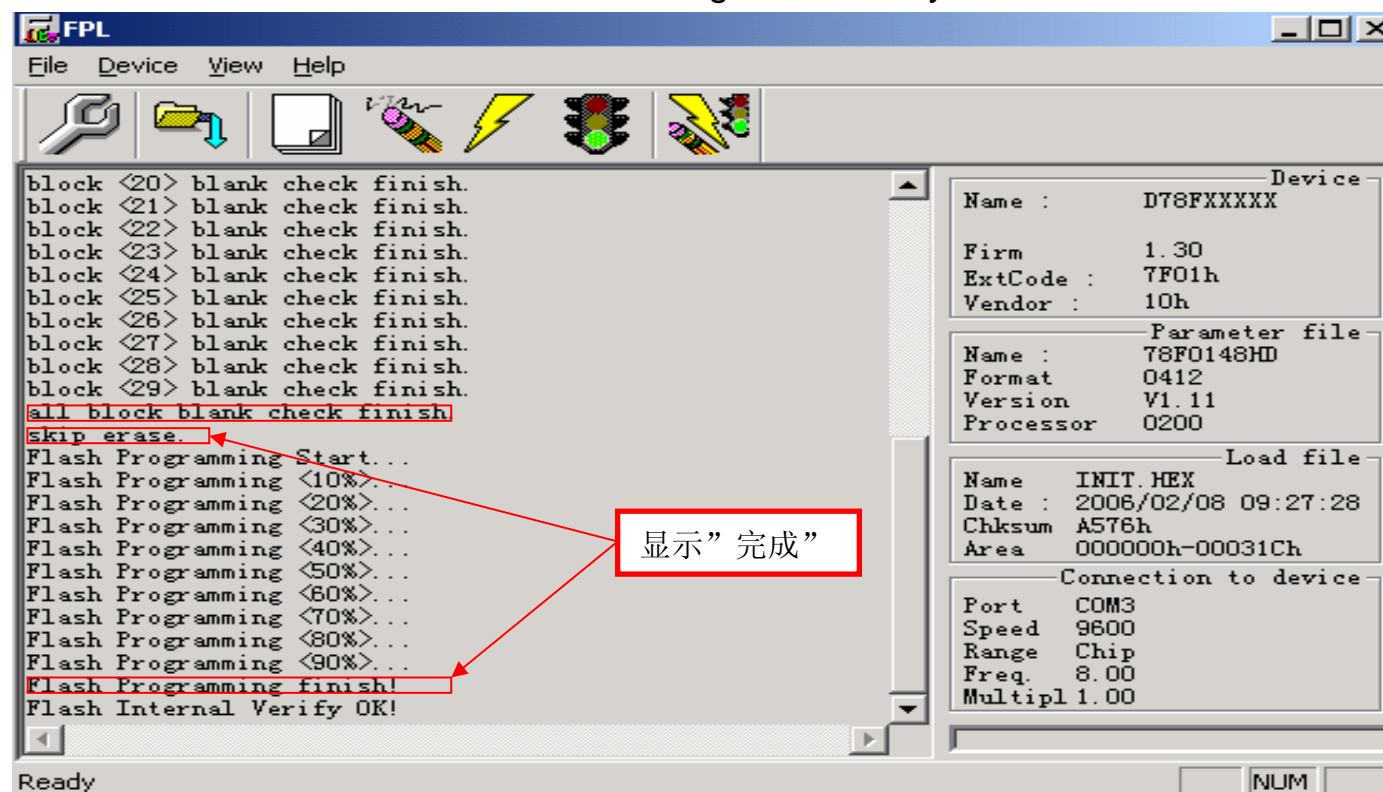 FPL
File Device View Help
block <20> blank check finish.
block <21> blank check finish.
block <22> blank check finish.
block <23> blank check finish.
block <24> blank check finish.
block <25> blank check finish.
block <26> blank check finish.
block <27> blank check finish.
block <28> blank check finish.
block <29> blank check finish.
all block blank check finish.
skip erase.
Flash Programming Start...
Flash Programming <10%>...
Flash Programming <20%>...
Flash Programming <30%>...
Flash Programming <40%>...
Flash Programming <50%>...
Flash Programming <60%>...
Flash Programming <70%>...
Flash Programming <80%>...
Flash Programming <90%>...
Flash Programming finish!
Flash Internal Verify OK!
显示”完成”
Device
Name : D78FXXXXX
Firm 1.30
ExtCode : 7F01h
Vendor : 10h
Parameter file
Name : 78F0148HD
Format 0412
Version V1.11
Processor 0200
Load file
Name INIT.HEX
Date : 2006/02/08 09:27:28
Chksum A576h
Area 000000h-00031Ch
Connection to device
Port COM3
Speed 9600
Range Chip
Freq. 8.00
Multipl 1.00
Ready
NUM